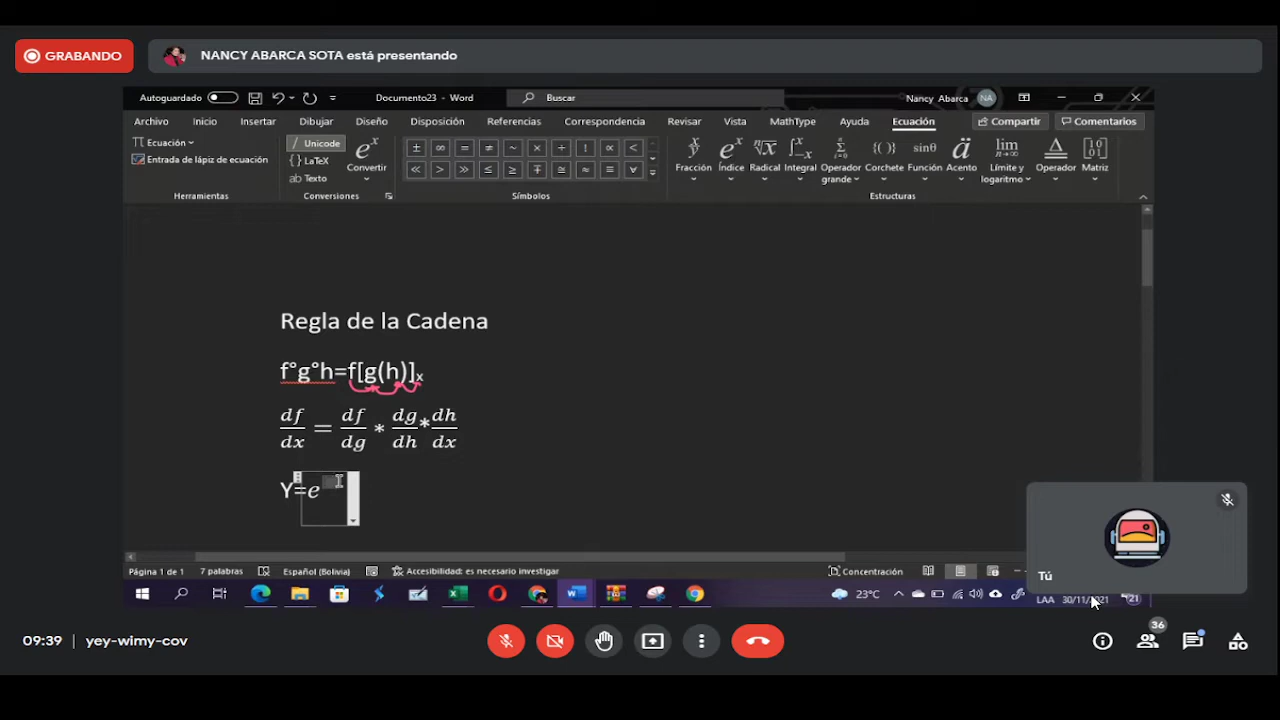 GRABANDO
NANCY ABARCA SOTA está presentando
Autoguardado Documento23 - Word Buscar Nancy Abarca NA
Archivo Inicio Insertar Dibujar Diseño Disposición Referencias Correspondencia Revisar Vista MathType Ayuda Ecuación Compartir Comentarios
Ecuación
Entrada de lápiz de ecuación
Unicode
LaTeX
Texto
Convertir
± ∞ = ≠ ~ × ÷ ! ∝ <
≪ > ≫ ≤ ≥ ∓ ≅ ≈ ≡ ∀
Fracción Índice Radical Integral Operador grande Corchete Función Acento Límite y logaritmo Operador Matriz
Herramientas Conversiones Símbolos Estructuras
Regla de la Cadena
f°g°h=f[g(h)]x
df/dx = df/dg * dg/dh * dh/dx
Y=e
Tú
Página 1 de 1 7 palabras Español (Bolivia) Accesibilidad: es necesario investigar Concentración
23°C LAA 30/11/2021 21
09:39 | yey-wimy-cov
36